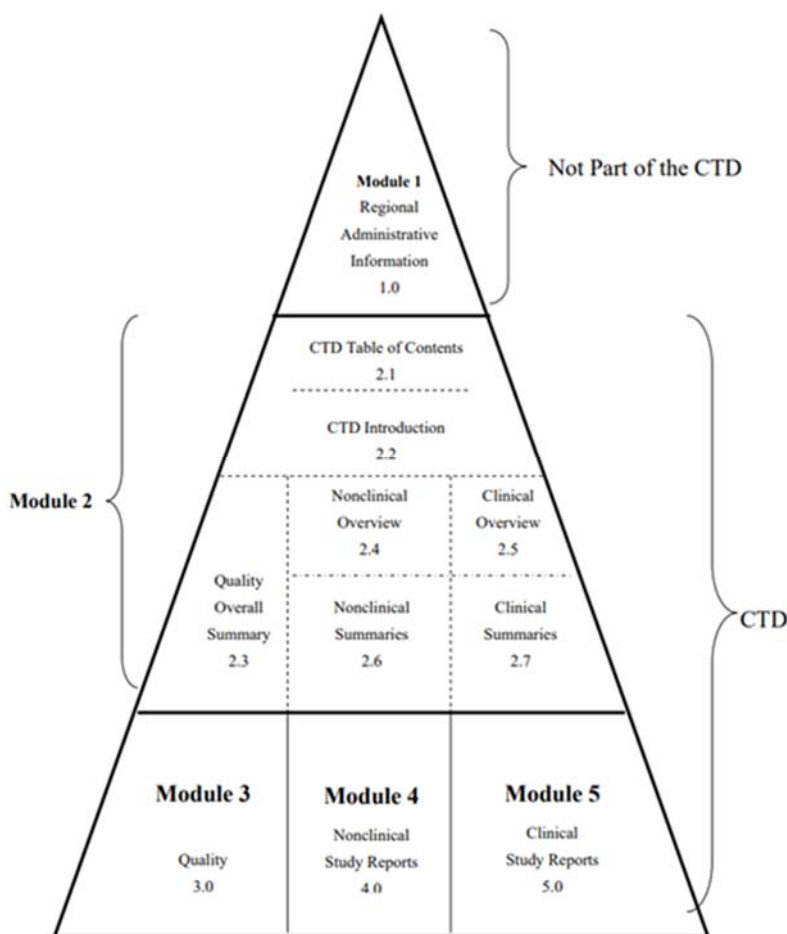 Module 1
Regional
Administrative
Information
1.0
Not Part of the CTD
CTD Table of Contents
2.1
CTD Introduction
2.2
Module 2
Quality
Overall
Summary
2.3
Nonclinical
Overview
2.4
Clinical
Overview
2.5
Nonclinical
Summaries
2.6
Clinical
Summaries
2.7
CTD
Module 3
Quality
3.0
Module 4
Nonclinical
Study Reports
4.0
Module 5
Clinical
Study Reports
5.0